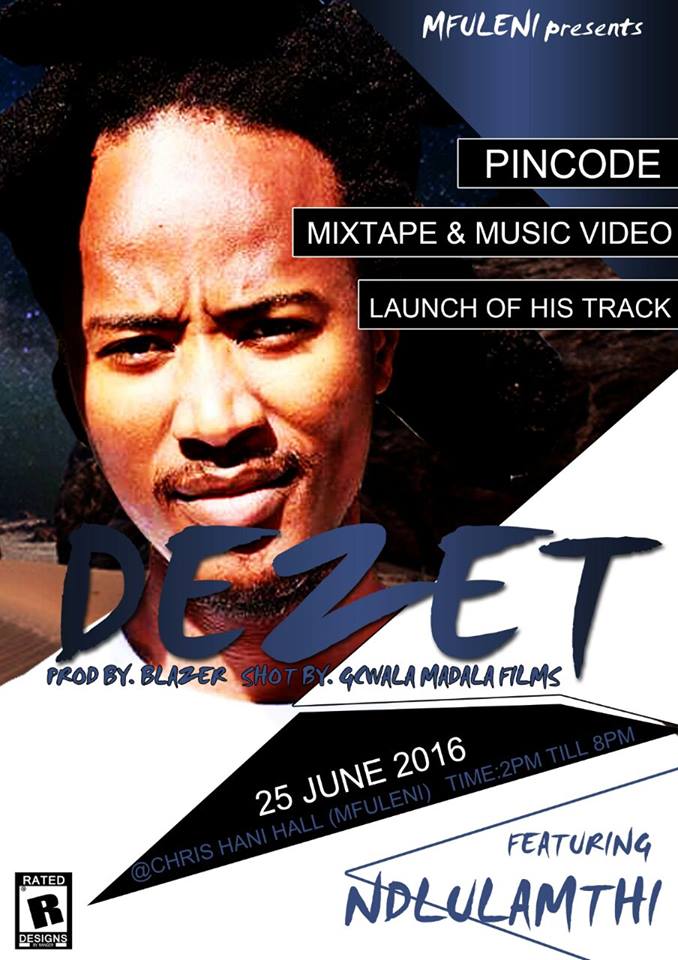 MFULENI presents
PINCODE
MIXTAPE & MUSIC VIDEO
LAUNCH OF HIS TRACK
DEZET
PROD BY. BLAZER SHOT BY. GCWALA MADALA FILMS
25 JUNE 2016
@CHRIS HANI HALL (MFULENI) TIME:2PM TILL 8PM
FEATURING
NDLULAMTHI
RATED
R
DESIGNS